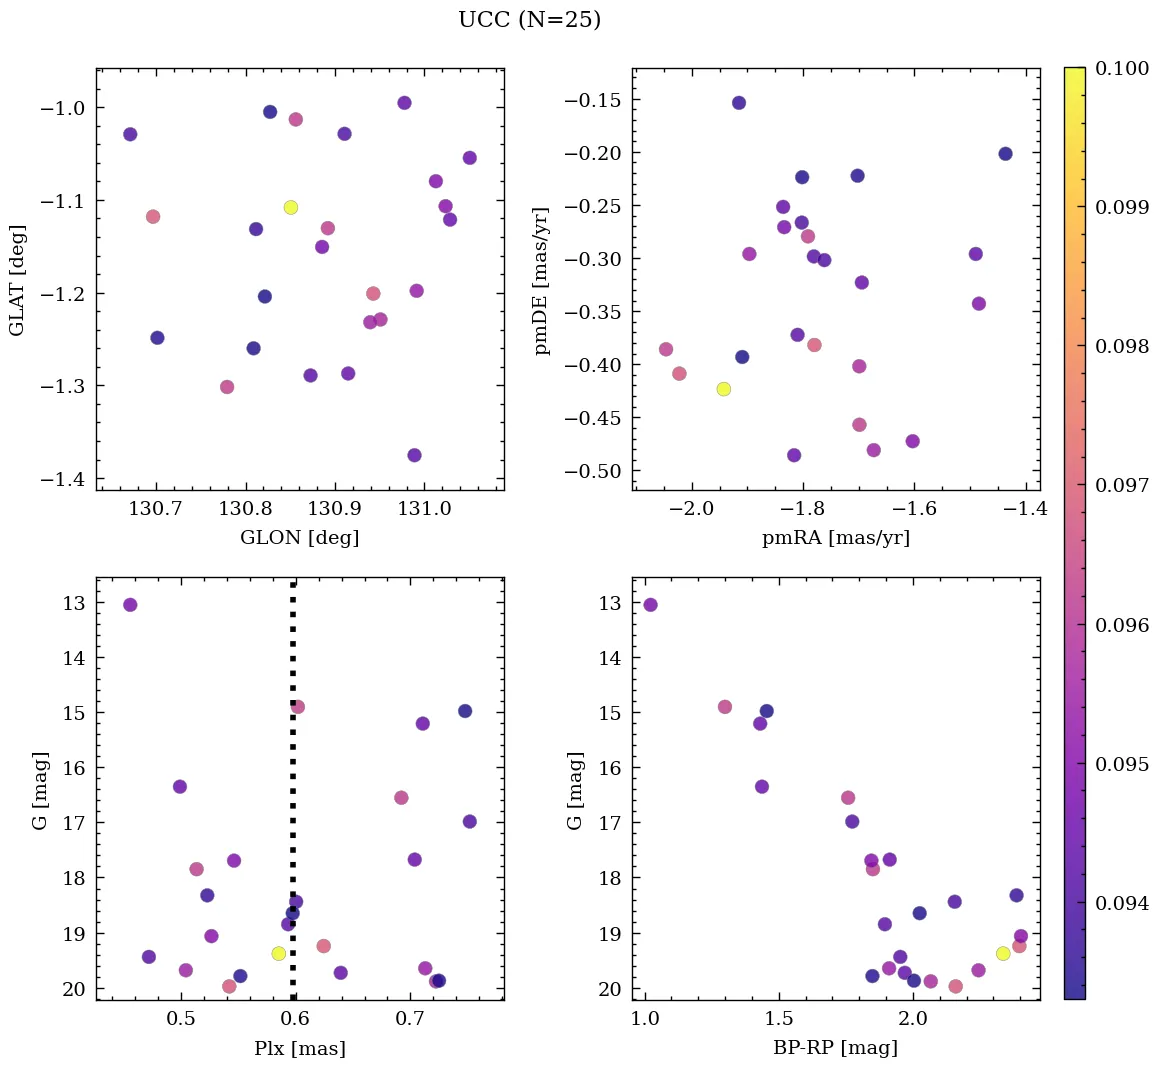 UCC (N=25)
−1.0
−1.1
−1.2
−1.3
−1.4
GLAT [deg]
130.7 130.8 130.9 131.0
GLON [deg]
−0.15
−0.20
−0.25
−0.30
−0.35
−0.40
−0.45
−0.50
pmDE [mas/yr]
−2.0 −1.8 −1.6 −1.4
pmRA [mas/yr]
13
14
15
16
17
18
19
20
G [mag]
0.5 0.6 0.7
Plx [mas]
13
14
15
16
17
18
19
20
G [mag]
1.0 1.5 2.0
BP-RP [mag]
0.100
0.099
0.098
0.097
0.096
0.095
0.094